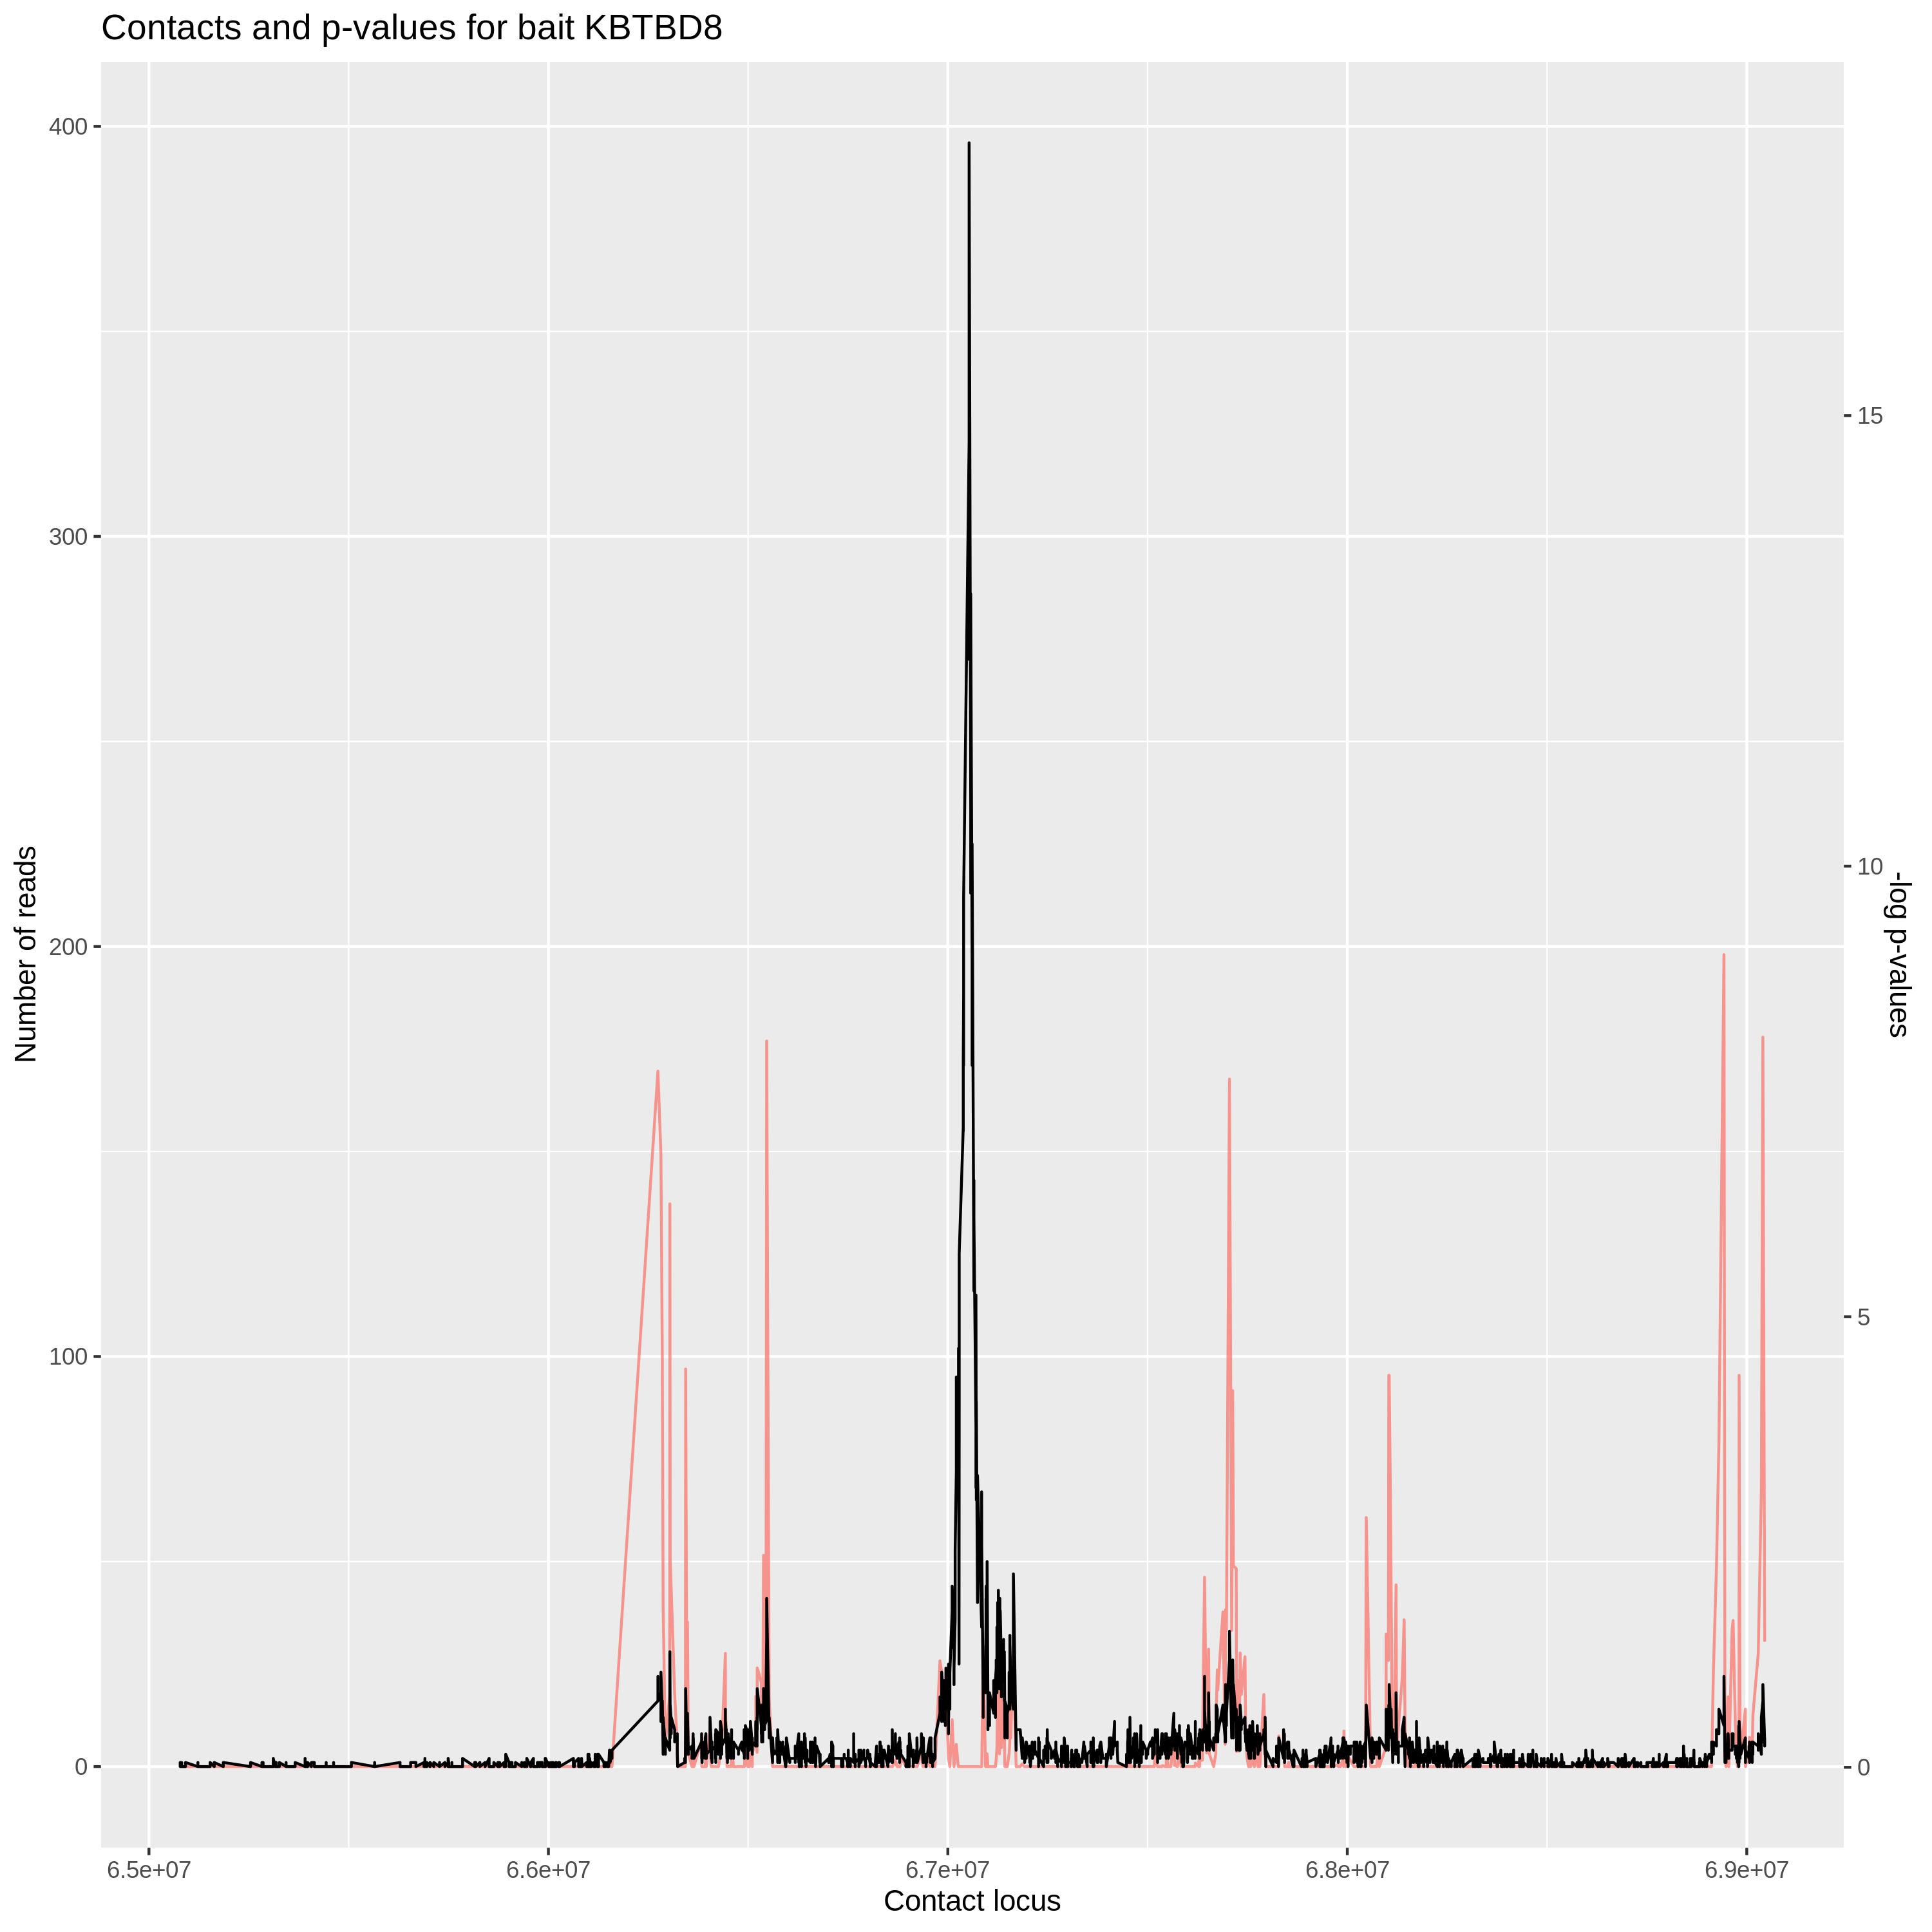 Contacts and p-values for bait KBTBD8
400
300
200
100
0
Number of reads
15
10
5
0
-log p-values
6.5e+07
6.6e+07
6.7e+07
6.8e+07
6.9e+07
Contact locus